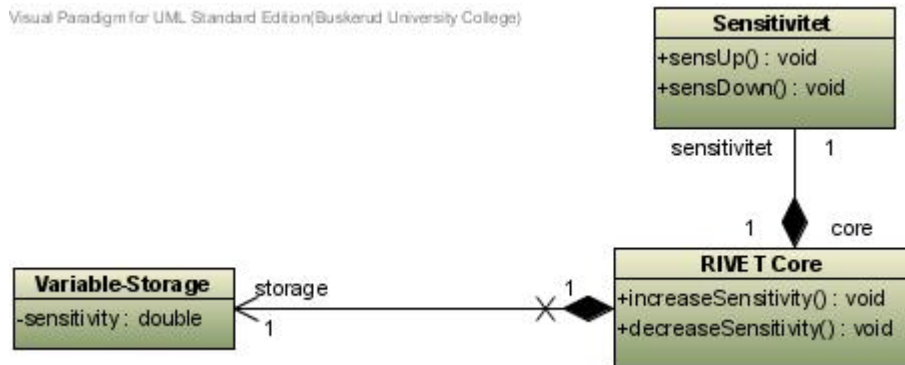 Visual Paradigm for UML Standard Edition(Buskerud University College)
Sensitivitet
+sensUp() : void
+sensDown() : void
sensitivitet 1
1 core
RIVET Core
+increaseSensitivity() : void
+decreaseSensitivity() : void
Variable-Storage
-sensitivity : double
storage
1
1